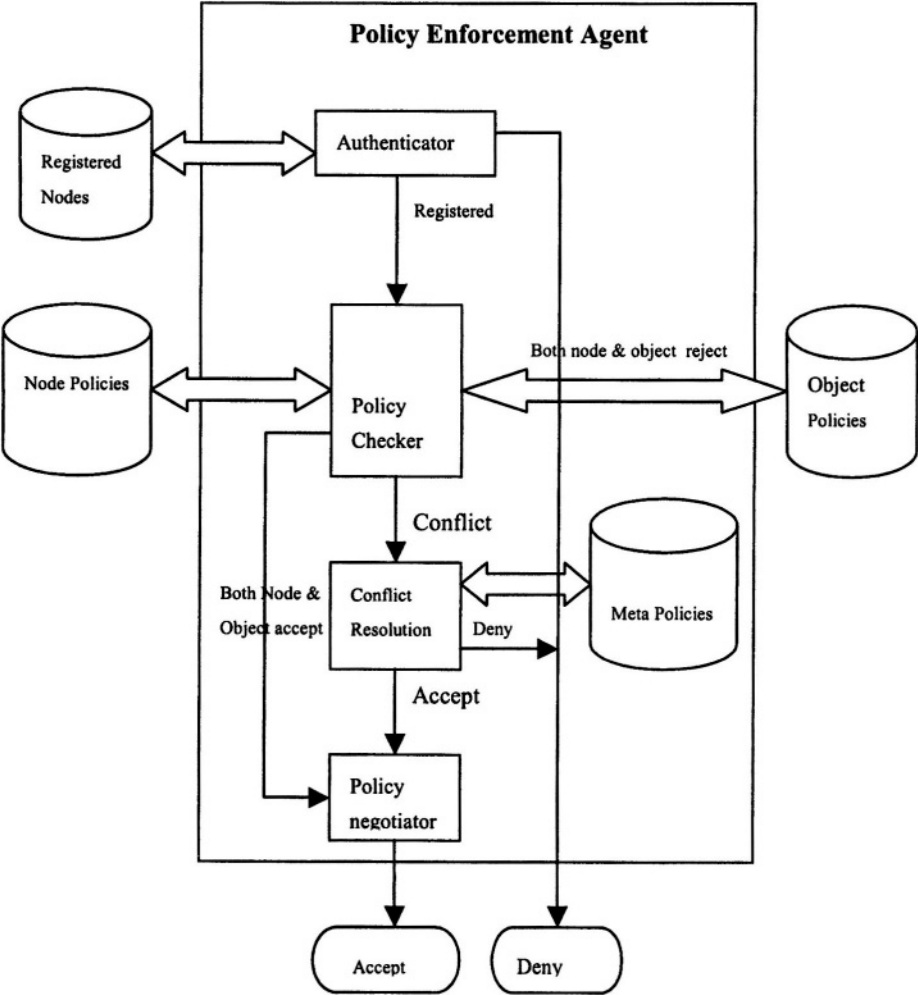 Policy Enforcement Agent
Authenticator
Registered
Nodes
Registered
Both node & object reject
Node Policies
Object
Policies
Policy
Checker
Conflict
Both Node &
Object accept
Conflict
Resolution
Deny
Meta Policies
Accept
Policy
negotiator
Accept
Deny